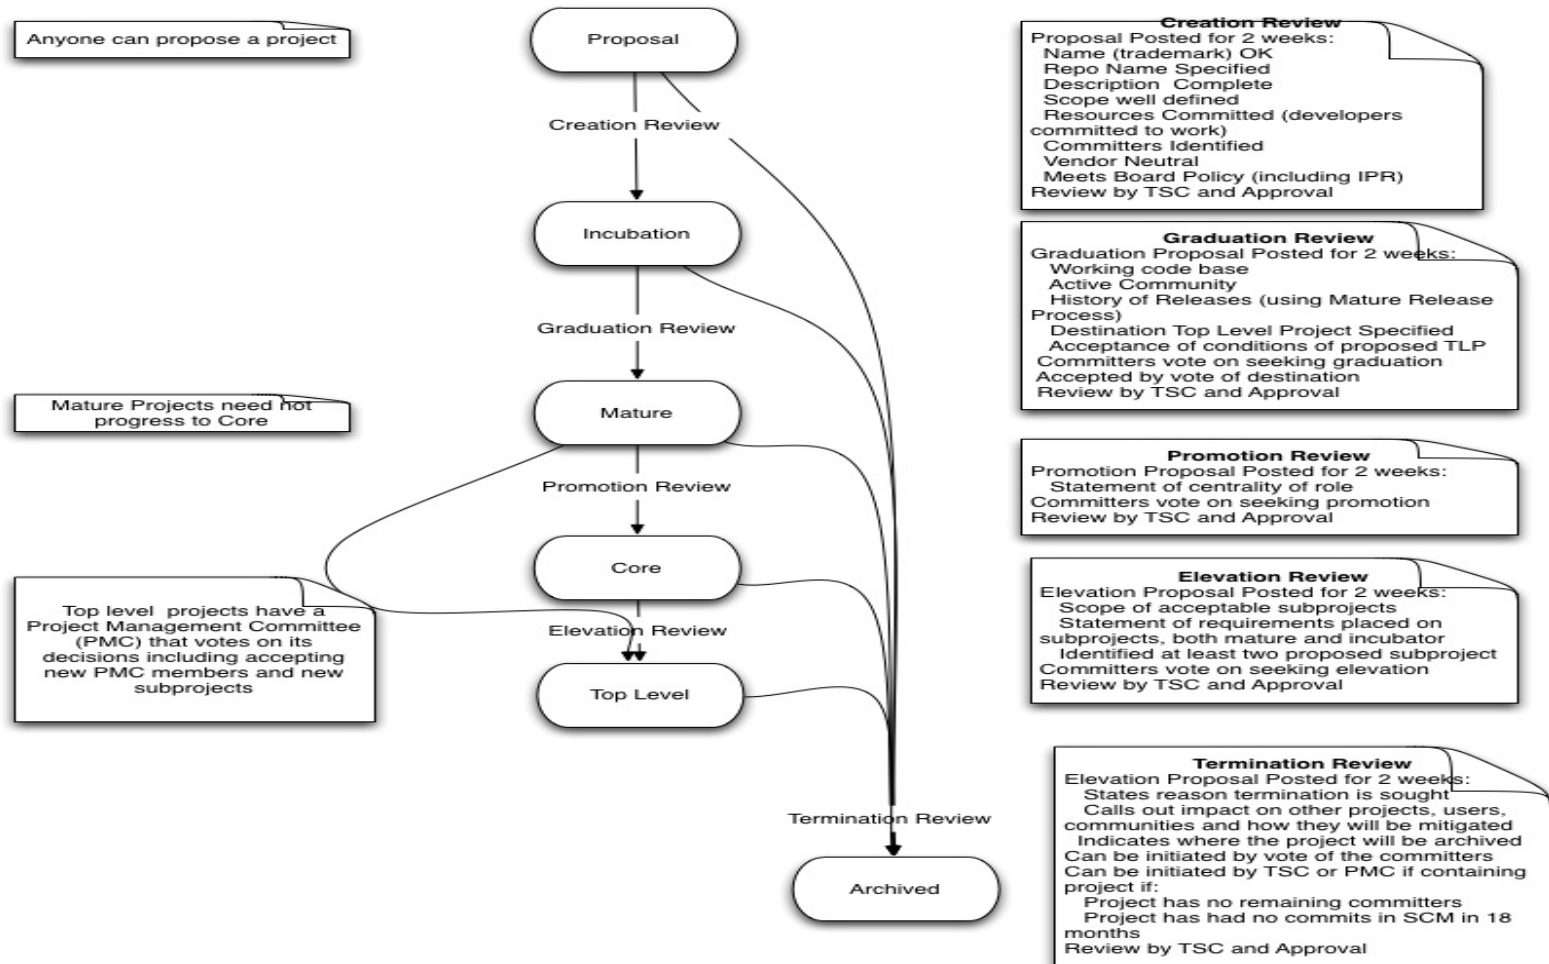 Anyone can propose a project
Proposal
Creation Review
Incubation
Graduation Review
Mature
Mature Projects need not
progress to Core
Promotion Review
Core
Elevation Review
Top level projects have a
Project Management Committee
(PMC) that votes on its
decisions including accepting
new PMC members and new
subprojects
Top Level
Termination Review
Archived
Creation Review
Proposal Posted for 2 weeks:
Name (trademark) OK
Repo Name Specified
Description Complete
Scope well defined
Resources Committed (developers
committed to work)
Committers Identified
Vendor Neutral
Meets Board Policy (including IPR)
Review by TSC and Approval
Graduation Review
Graduation Proposal Posted for 2 weeks:
Working code base
Active Community
History of Releases (using Mature Release
Process)
Destination Top Level Project Specified
Acceptance of conditions of proposed TLP
Committers vote on seeking graduation
Accepted by vote of destination
Review by TSC and Approval
Promotion Review
Promotion Proposal Posted for 2 weeks:
Statement of centrality of role
Committers vote on seeking promotion
Review by TSC and Approval
Elevation Review
Elevation Proposal Posted for 2 weeks:
Scope of acceptable subprojects
Statement of requirements placed on
subprojects, both mature and incubator
Identified at least two proposed subproject
Committers vote on seeking elevation
Review by TSC and Approval
Termination Review
Elevation Proposal Posted for 2 weeks:
States reason termination is sought
Calls out impact on other projects, users,
communities and how they will be mitigated
Indicates where the project will be archived
Can be initiated by vote of the committers
Can be initiated by TSC or PMC if containing
project if:
Project has no remaining committers
Project has had no commits in SCM in 18
months
Review by TSC and Approval